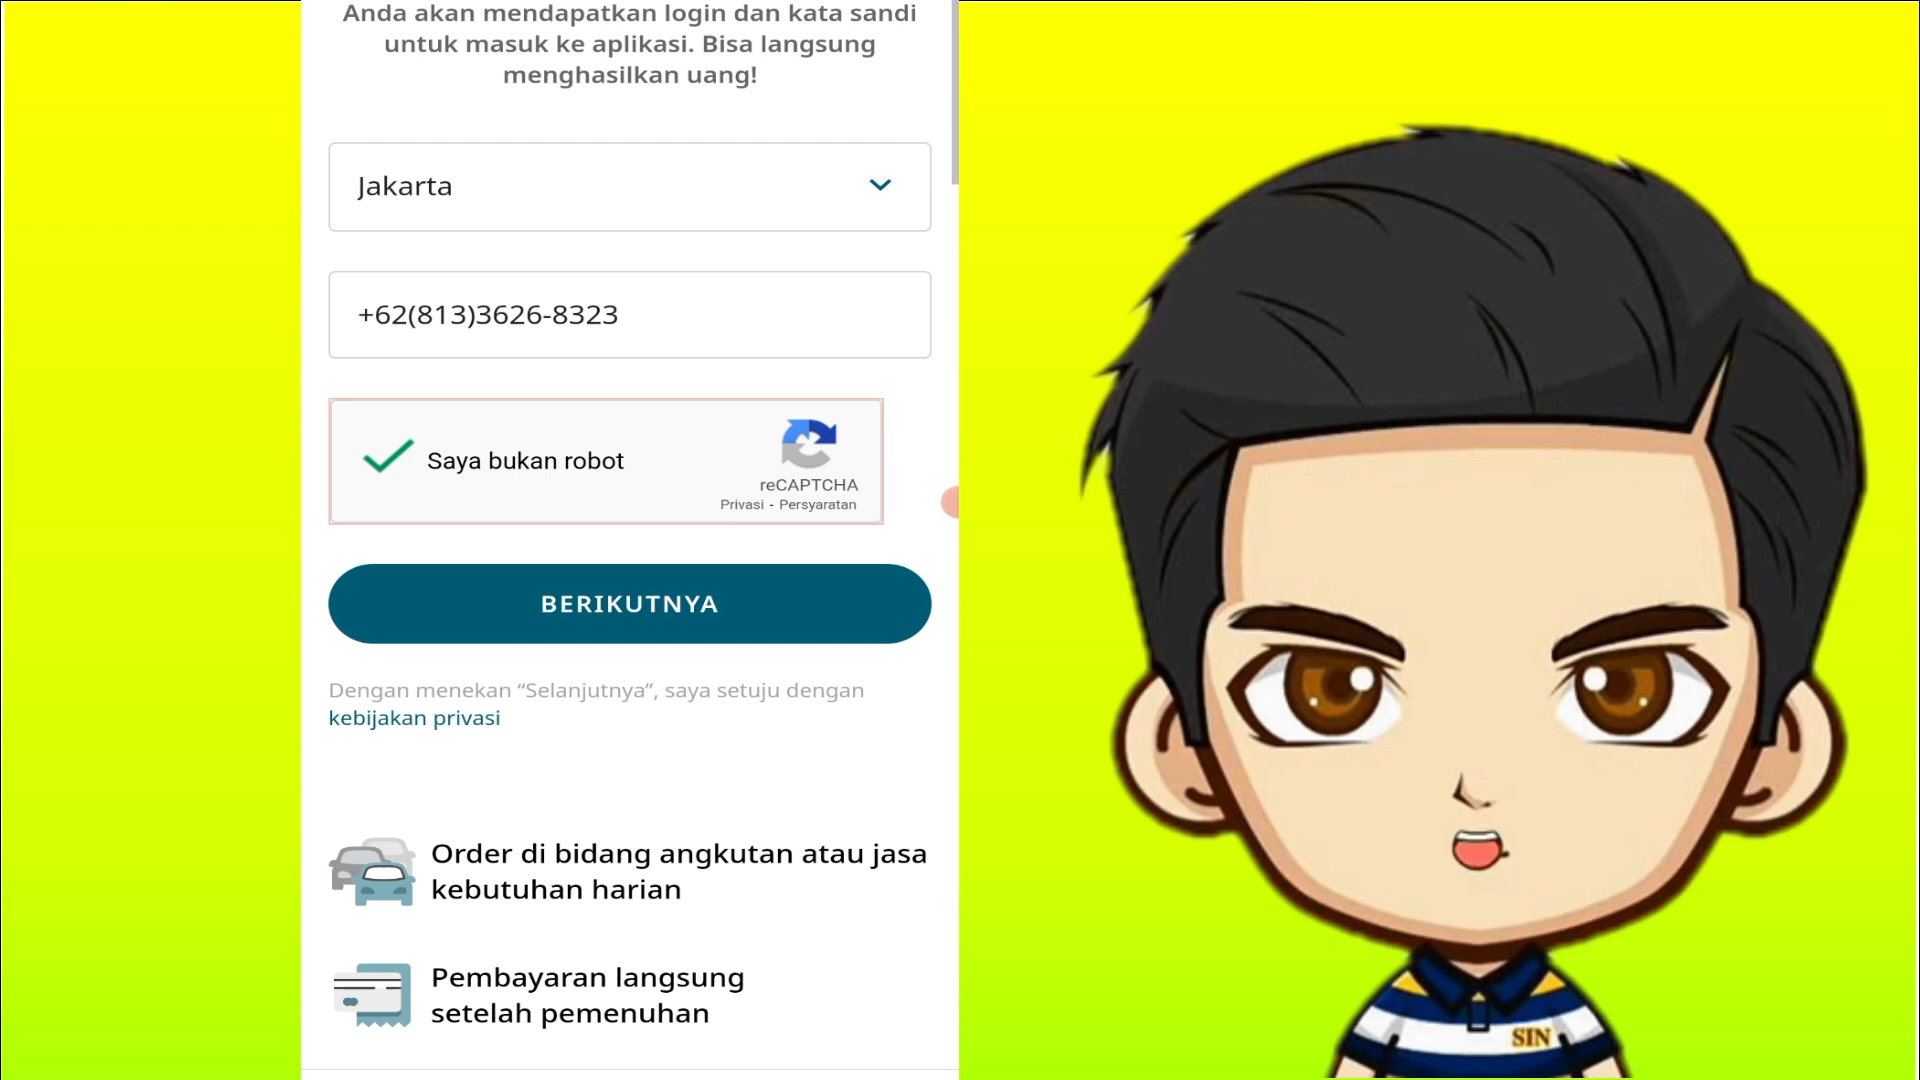 Anda akan mendapatkan login dan kata sandi
untuk masuk ke aplikasi. Bisa langsung
menghasilkan uang!
Jakarta
+62(813)3626-8323
Saya bukan robot
reCAPTCHA
Privasi - Persyaratan
BERIKUTNYA
Dengan menekan “Selanjutnya”, saya setuju dengan
kebijakan privasi
Order di bidang angkutan atau jasa
kebutuhan harian
Pembayaran langsung
setelah pemenuhan
SIN